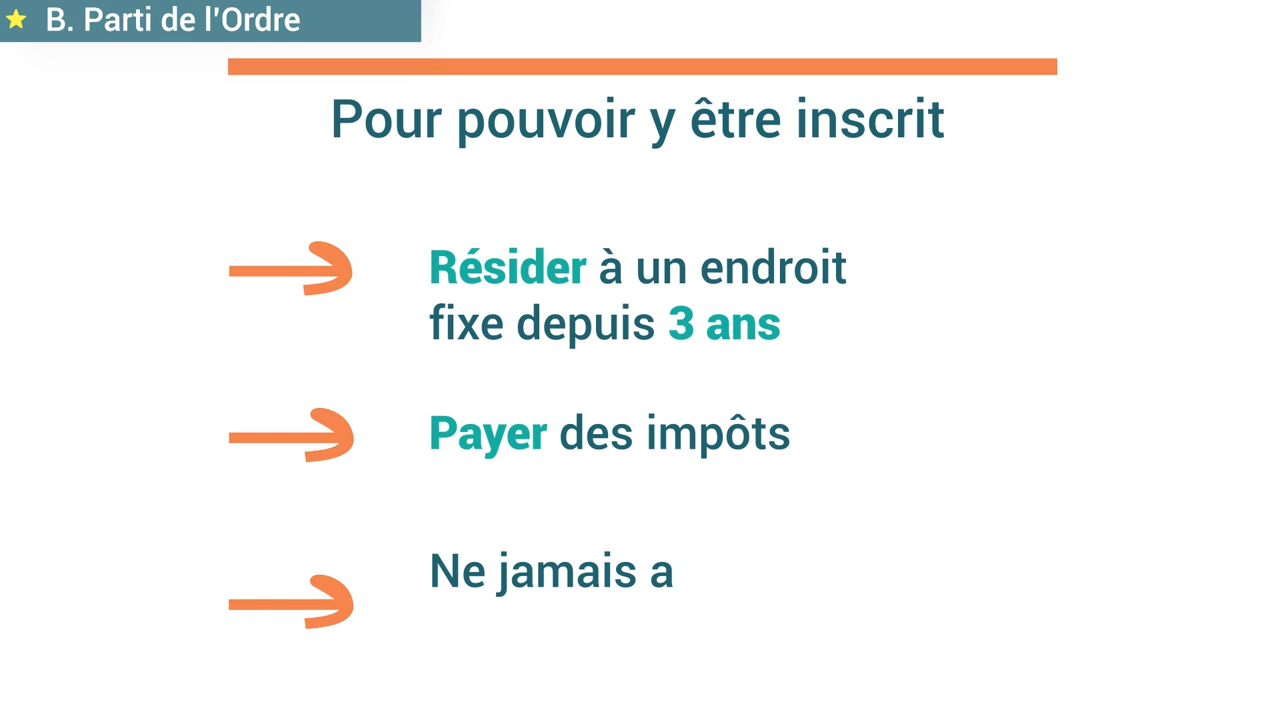 B. Parti de l'Ordre
Pour pouvoir y être inscrit
Résider à un endroit
fixe depuis 3 ans
Payer des impôts
Ne jamais a